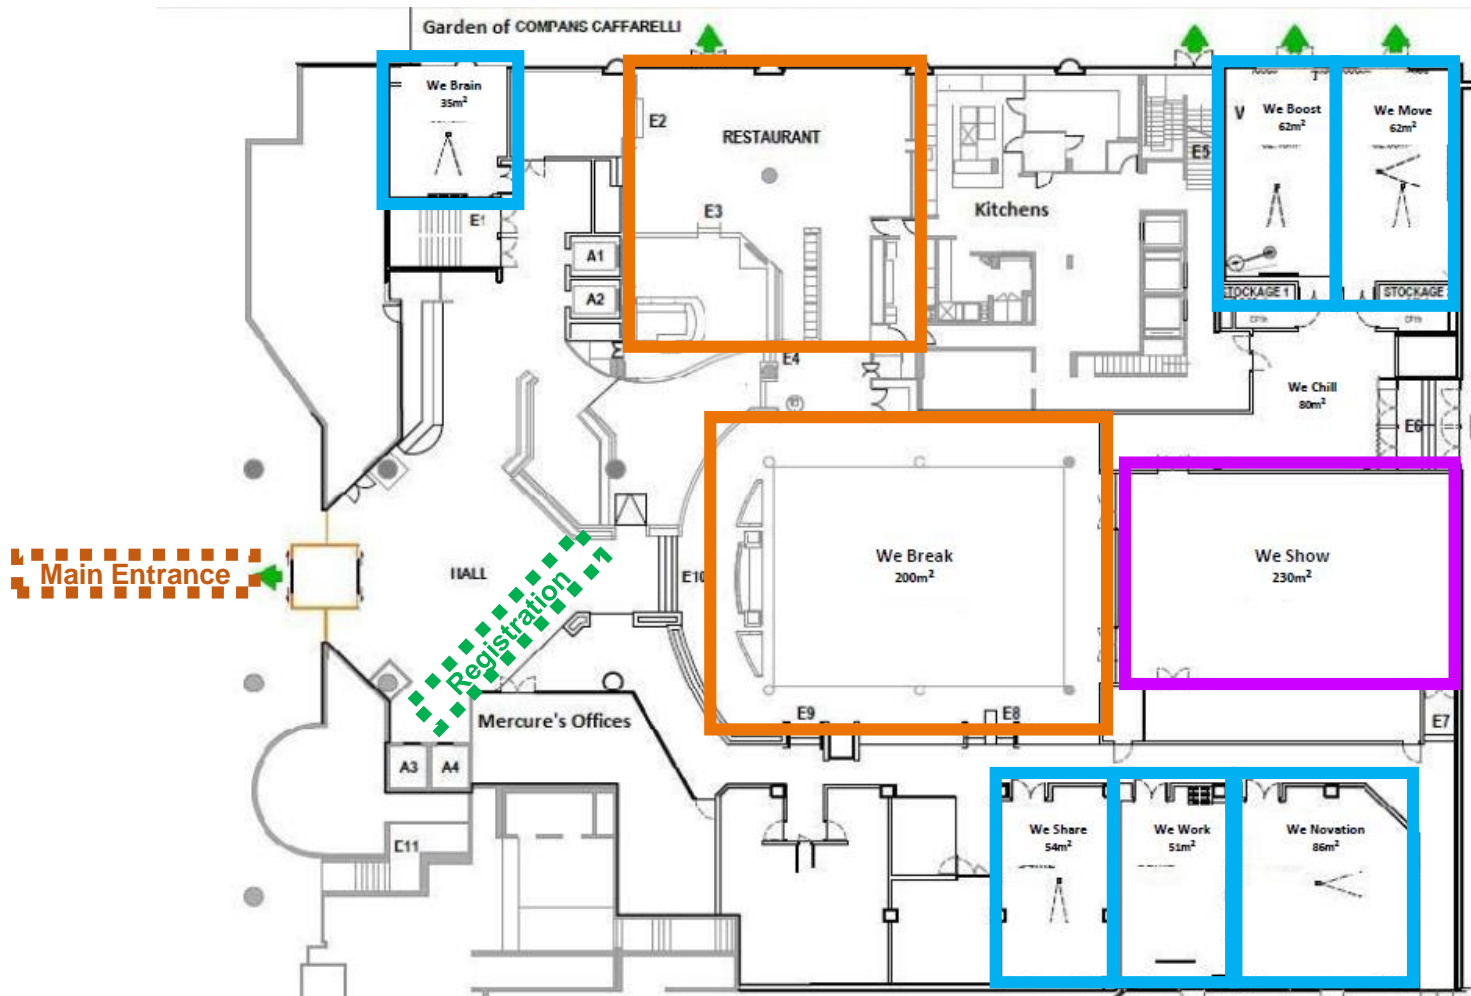 Garden of COMPANS CAFFARELLI
We Brain
35m²
E2
RESTAURANT
E5
We Boost
62m²
We Move
62m²
E1
E3
Kitchens
A1
A2
STOCKAGE 1
STOCKAGE
E4
We Chill
80m²
E6
Main Entrance
HALL
Registration
E10
We Break
200m²
We Show
230m²
Mercure's Offices
E9
E8
E7
A3
A4
E11
We Share
54m²
We Work
51m²
We Novation
86m²